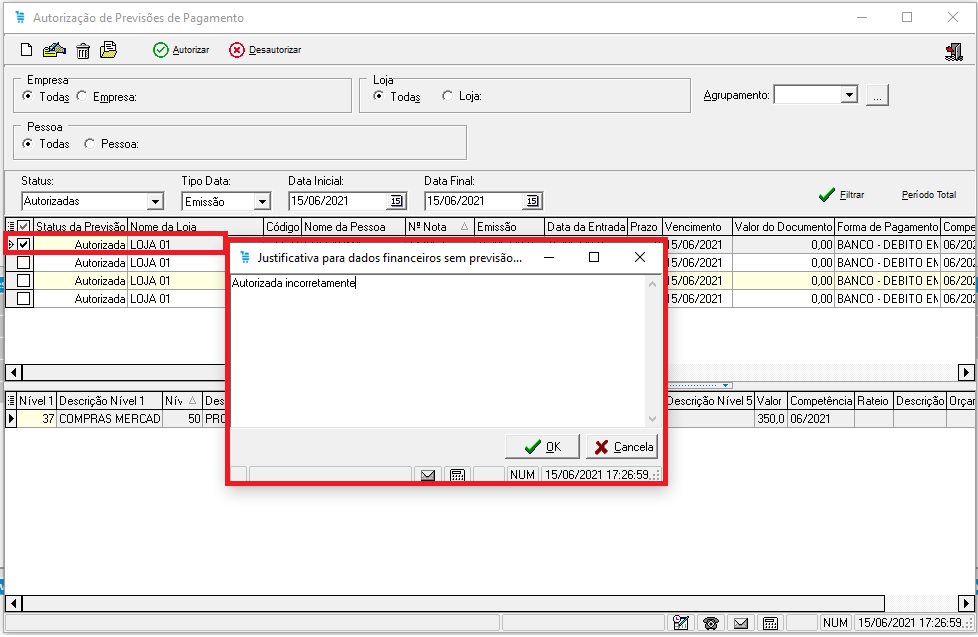 Autorização de Previsões de Pagamento
Autorizar Desautorizar
Empresa
Todas Empresa:
Loja
Todas Loja:
Agrupamento: ...
Pessoa
Todas Pessoa:
Status: Tipo Data: Data Inicial: Data Final:
Autorizadas Emissão 15/06/2021 15 15/06/2021 15 Filtrar Período Total
Status da Previsão Nome da Loja Código Nome da Pessoa Nº Nota Emissão Data da Entrada Prazo Vencimento Valor do Documento Forma de Pagamento Compe
Autorizada LOJA 01 15/06/2021 0,00 BANCO - DEBITO EN 06/202
Autorizada LOJA 01 15/06/2021 0,00 BANCO - DEBITO EN 06/202
Autorizada LOJA 01 15/06/2021 0,00 BANCO - DEBITO EN 06/202
Autorizada LOJA 01 15/06/2021 0,00 BANCO - DEBITO EN 06/202
Justificativa para dados financeiros sem previsão...
Autorizada incorretamente
OK Cancela
NUM 15/06/2021 17:26:59
Nível 1 Descrição Nível 1 Nív Des Descrição Nível 5 Valor Competência Rateio Descrição Orçar
37 COMPRAS MERCAD 50 PRO 350,0 06/2021
NUM 15/06/2021 17:26:59